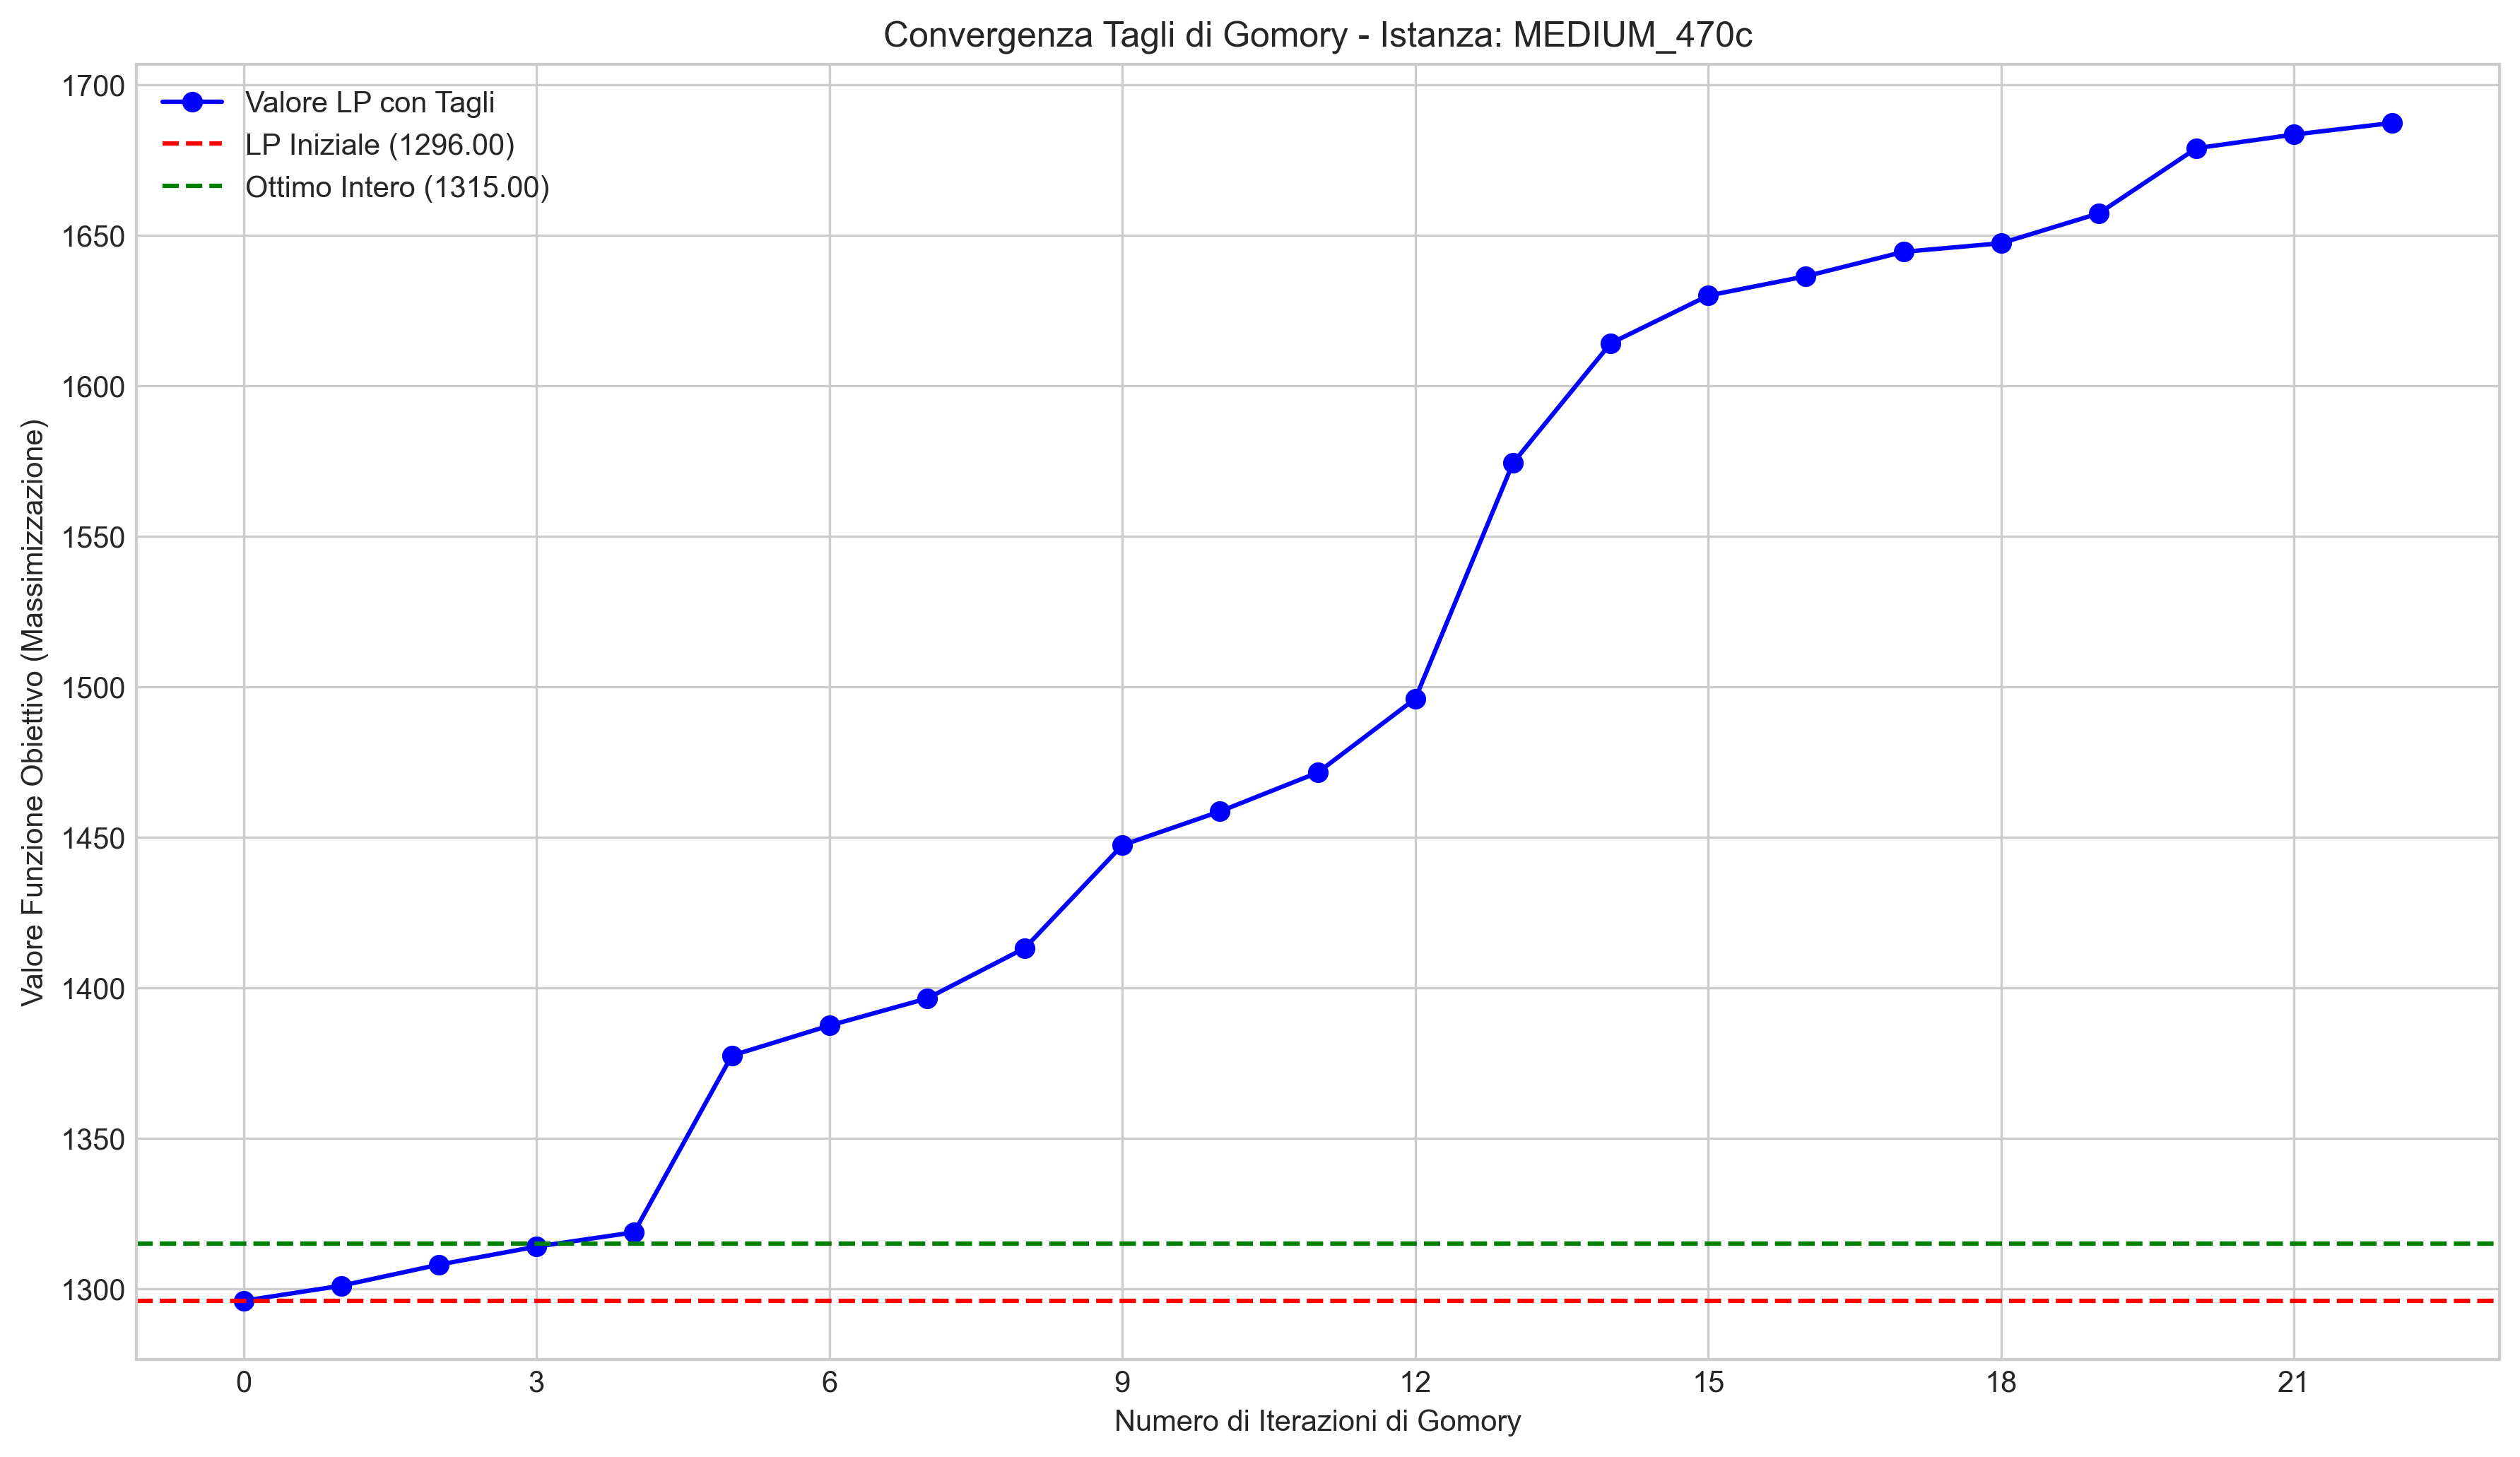 Convergenza Tagli di Gomory - Istanza: MEDIUM_470c
Valore LP con Tagli
LP Iniziale (1296.00)
Ottimo Intero (1315.00)
Valore Funzione Obiettivo (Massimizzazione)
1700
1650
1600
1550
1500
1450
1400
1350
1300
0 3 6 9 12 15 18 21
Numero di Iterazioni di Gomory